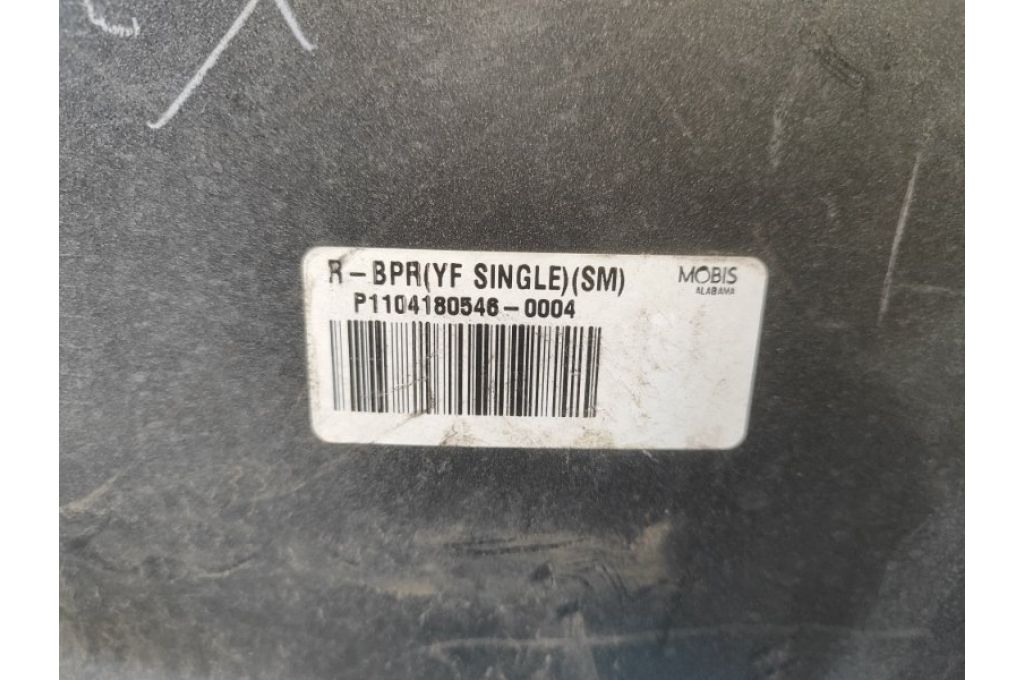 R-BPR(YF SINGLE)(SM)
MOBIS
ALABAMA
P1104180546-0004